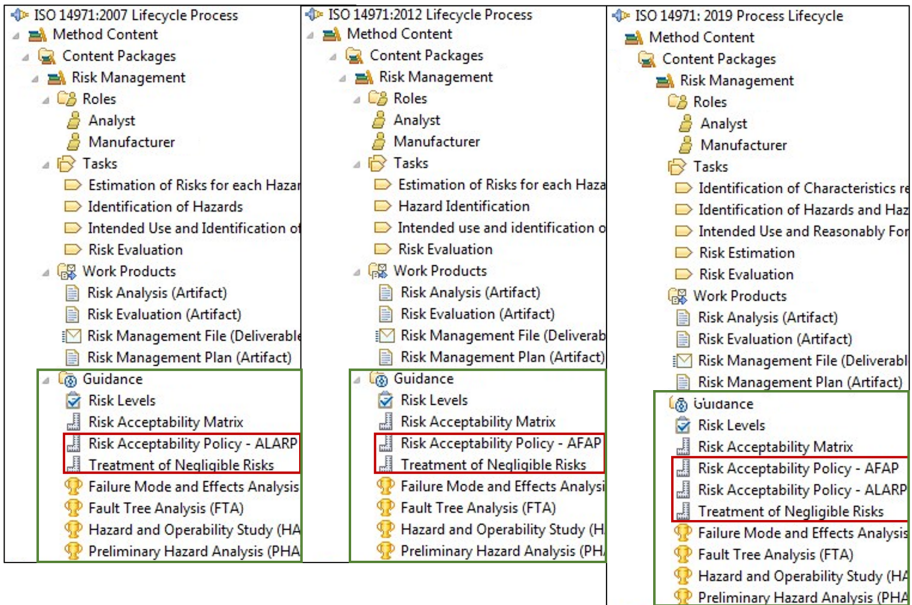 ISO 14971:2007 Lifecycle Process
Method Content
Content Packages
Risk Management
Roles
Analyst
Manufacturer
Tasks
Estimation of Risks for each Hazar
Identification of Hazards
Intended Use and Identification of
Risk Evaluation
Work Products
Risk Analysis (Artifact)
Risk Evaluation (Artifact)
Risk Management File (Deliverable
Risk Management Plan (Artifact)
Guidance
Risk Levels
Risk Acceptability Matrix
Risk Acceptability Policy - ALARP
Treatment of Negligible Risks
Failure Mode and Effects Analysis
Fault Tree Analysis (FTA)
Hazard and Operability Study (HA
Preliminary Hazard Analysis (PHA
ISO 14971:2012 Lifecycle Process
Method Content
Content Packages
Risk Management
Roles
Analyst
Manufacturer
Tasks
Estimation of Risks for each Haza
Hazard Identification
Intended use and identification o
Risk Evaluation
Work Products
Risk Analysis (Artifact)
Risk Evaluation (Artifact)
Risk Management File (Deliverab
Risk Management Plan (Artifact)
Guidance
Risk Levels
Risk Acceptability Matrix
Risk Acceptability Policy - AFAP
Treatment of Negligible Risks
Failure Mode and Effects Analysi
Fault Tree Analysis (FTA)
Hazard and Operability Study (H
Preliminary Hazard Analysis (PH
ISO 14971: 2019 Process Lifecycle
Method Content
Content Packages
Risk Management
Roles
Analyst
Manufacturer
Tasks
Identification of Characteristics re
Identification of Hazards and Haz
Intended Use and Reasonably For
Risk Estimation
Risk Evaluation
Work Products
Risk Analysis (Artifact)
Risk Evaluation (Artifact)
Risk Management File (Deliverabl
Risk Management Plan (Artifact)
Guidance
Risk Levels
Risk Acceptability Matrix
Risk Acceptability Policy - AFAP
Risk Acceptability Policy - ALARP
Treatment of Negligible Risks
Failure Mode and Effects Analysis
Fault Tree Analysis (FTA)
Hazard and Operability Study (HA
Preliminary Hazard Analysis (PHA